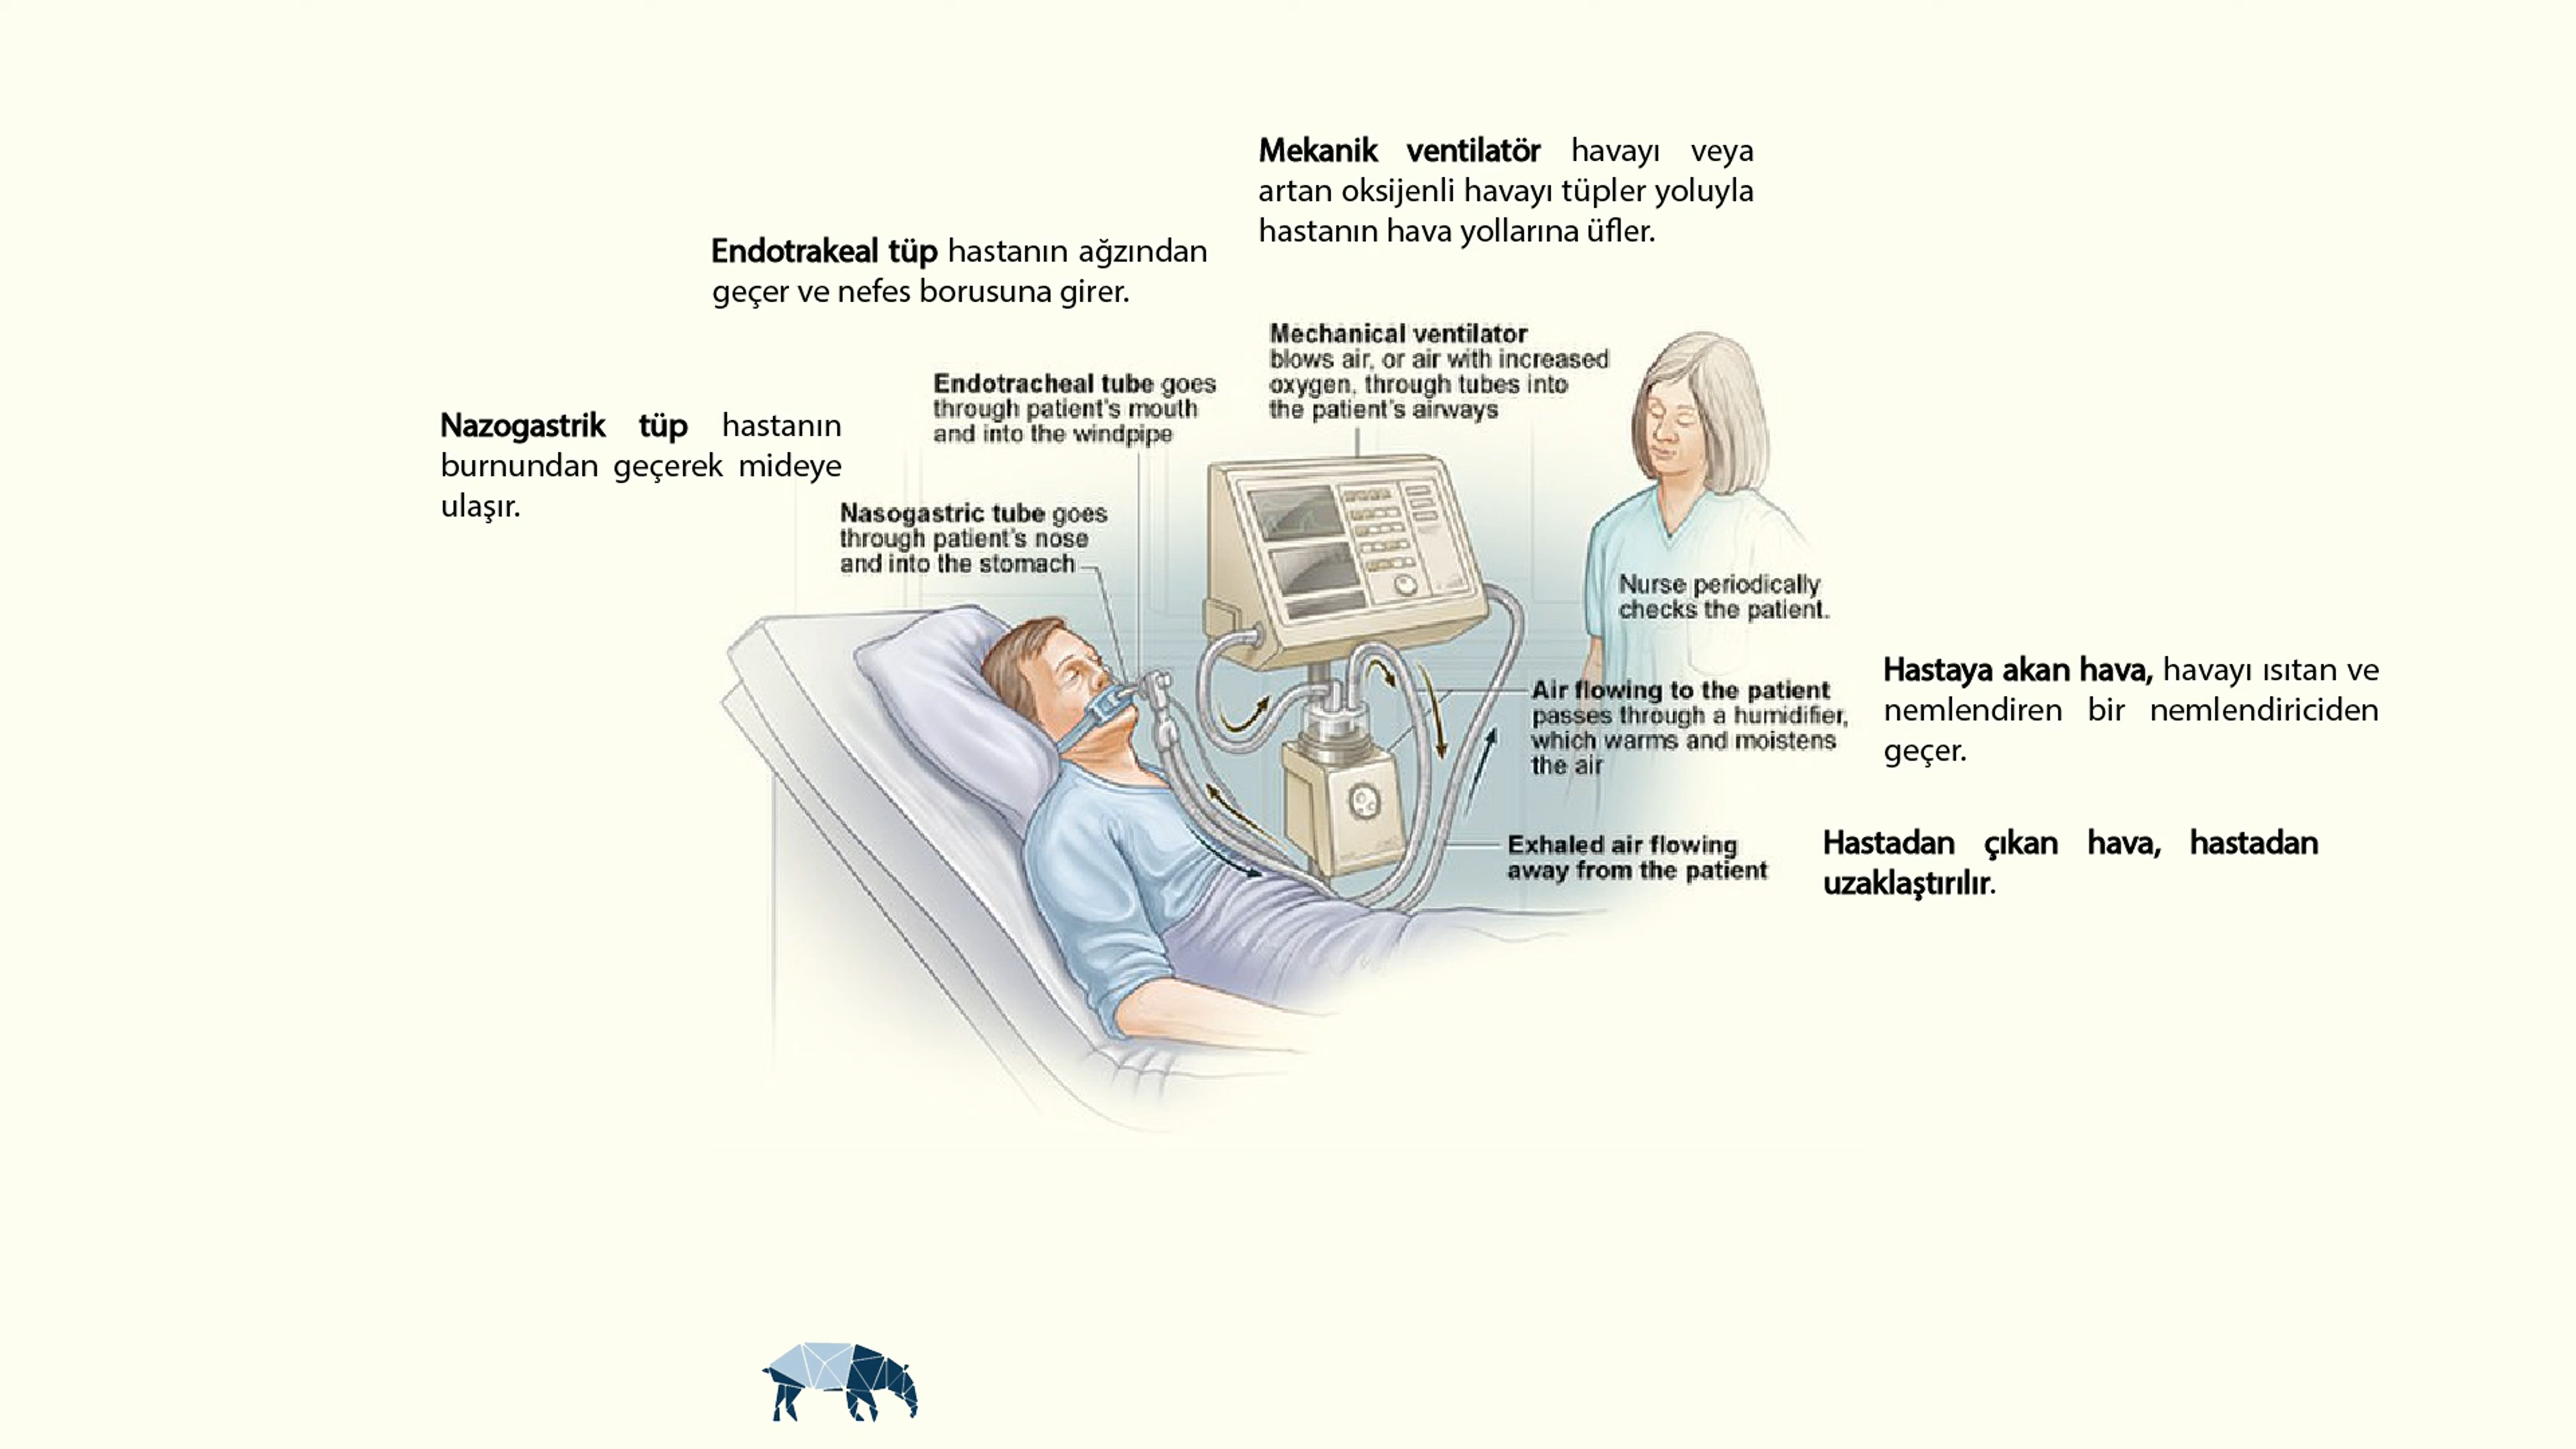 Mekanik ventilatör havayı veya
artan oksijenli havayı tüpler yoluyla
hastanın hava yollarına üfler.
Endotrakeal tüp hastanın ağzından
geçer ve nefes borusuna girer.
Mechanical ventilator
blows air, or air with increased
oxygen, through tubes into
the patient's airways
Endotracheal tube goes
through patient's mouth
and into the windpipe
Nazogastrik tüp hastanın
burnundan geçerek mideye
ulaşır.
Nasogastric tube goes
through patient's nose
and into the stomach
Nurse periodically
checks the patient.
Hastaya akan hava, havayı ısıtan ve
nemlendiren bir nemlendiriciden
geçer.
Air flowing to the patient
passes through a humidifier,
which warms and moistens
the air
Hastadan çıkan hava, hastadan
uzaklaştırılır.
Exhaled air flowing
away from the patient